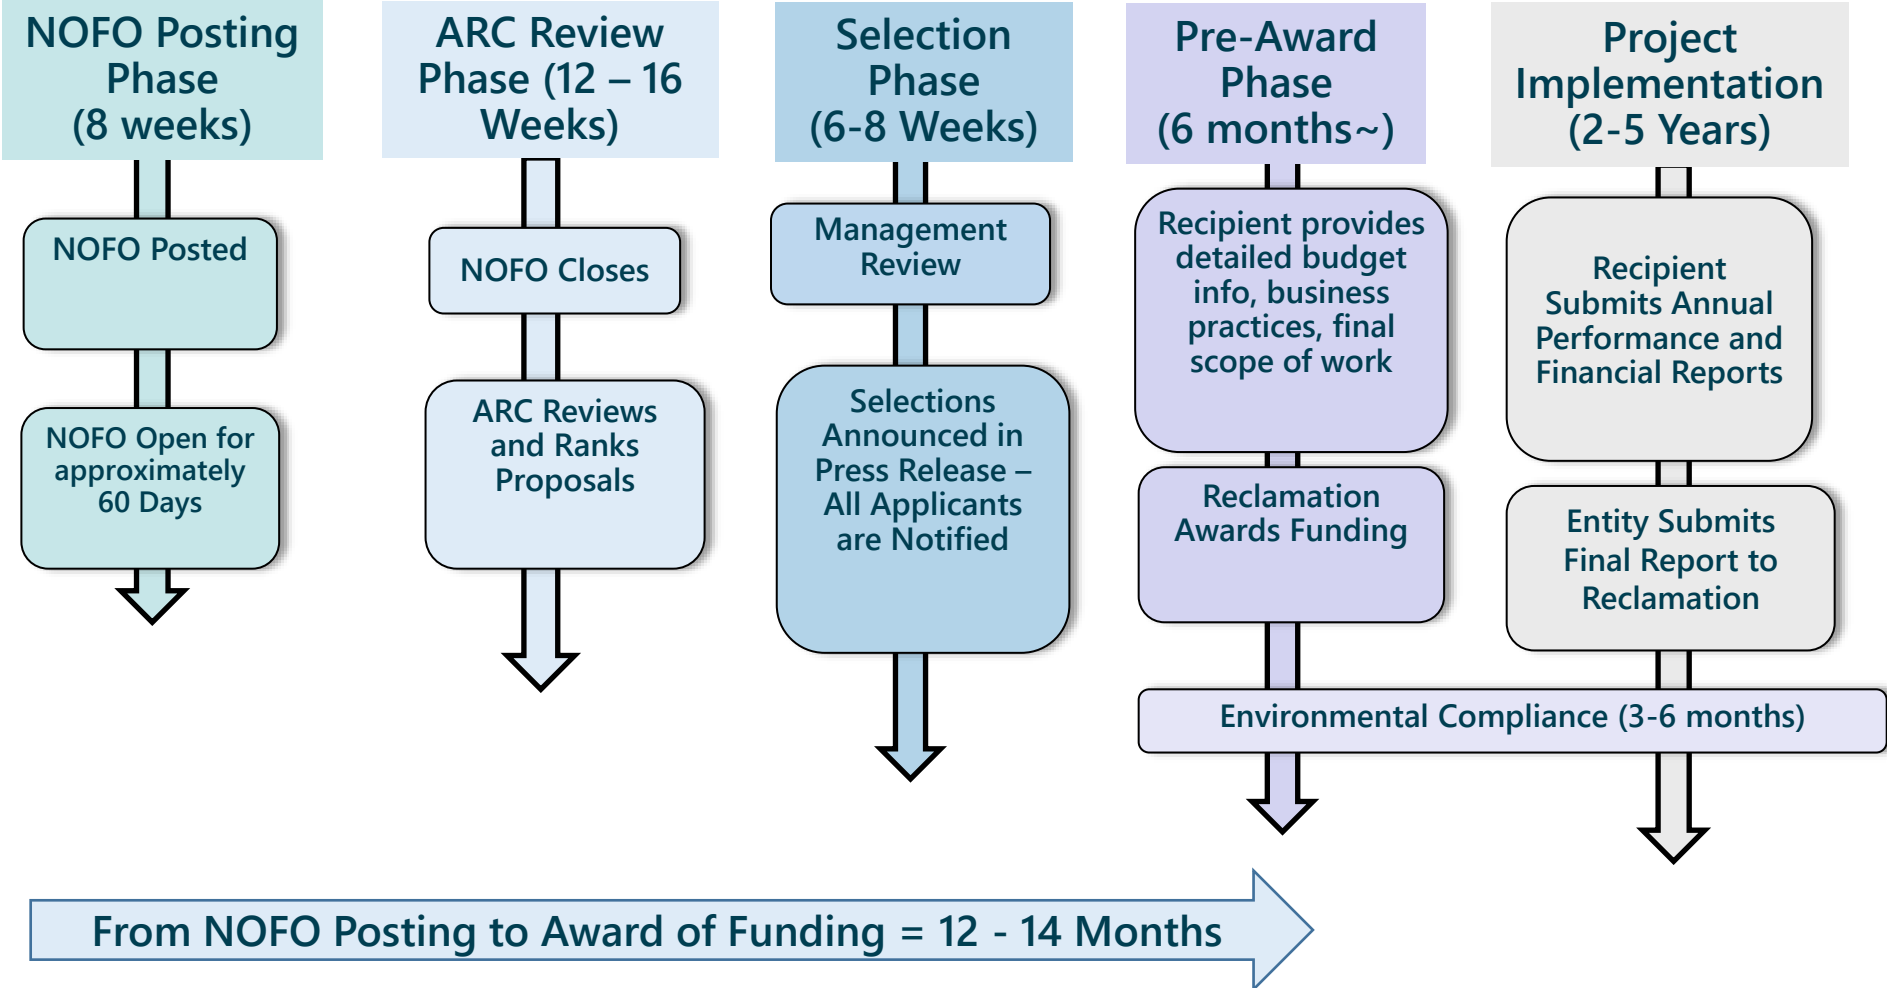 NOFO Posting
Phase
(8 weeks)
NOFO Posted
NOFO Open for
approximately
60 Days
ARC Review
Phase (12 – 16
Weeks)
NOFO Closes
ARC Reviews
and Ranks
Proposals
Selection
Phase
(6-8 Weeks)
Management
Review
Selections
Announced in
Press Release –
All Applicants
are Notified
Pre-Award
Phase
(6 months~)
Recipient provides
detailed budget
info, business
practices, final
scope of work
Reclamation
Awards Funding
Project
Implementation
(2-5 Years)
Recipient
Submits Annual
Performance and
Financial Reports
Entity Submits
Final Report to
Reclamation
Environmental Compliance (3-6 months)
From NOFO Posting to Award of Funding = 12 - 14 Months